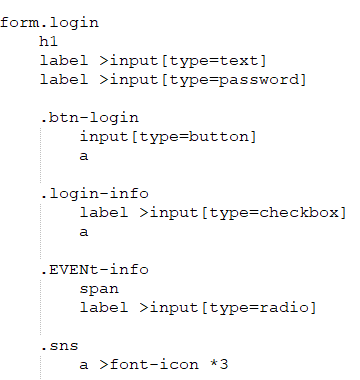 form.login
h1
label >input[type=text]
label >input[type=password]
.btn-login
input[type=button]
a
.login-info
label >input[type=checkbox]
a
.EVENt-info
span
label >input[type=radio]
.sns
a >font-icon *3